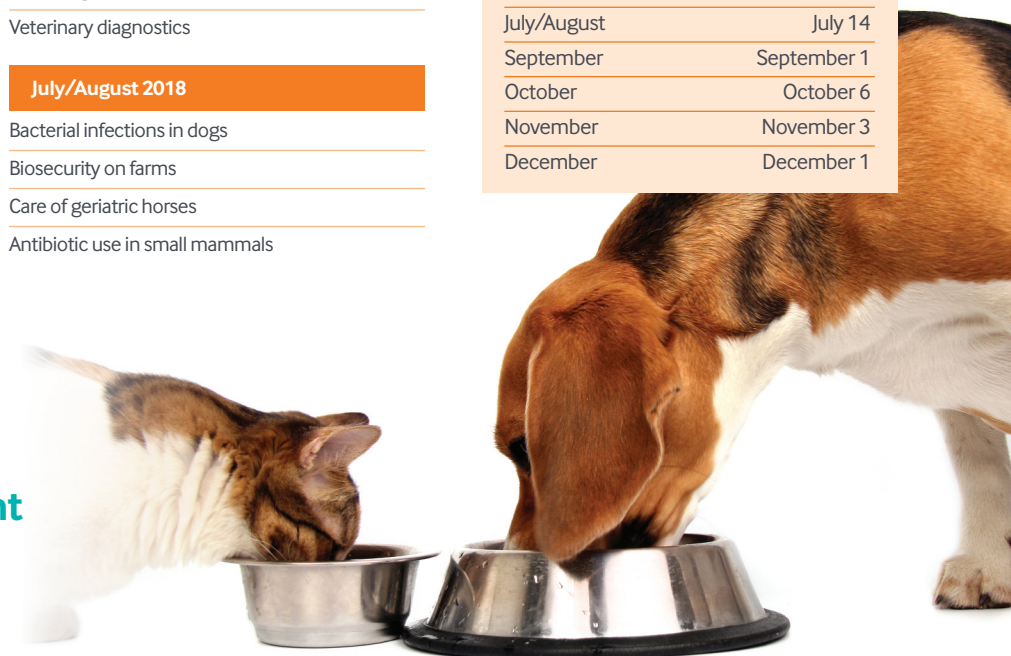 Veterinary diagnostics
July/August 2018
Bacterial infections in dogs
Biosecurity on farms
Care of geriatric horses
Antibiotic use in small mammals
July/August July 14
September September 1
October October 6
November November 3
December December 1